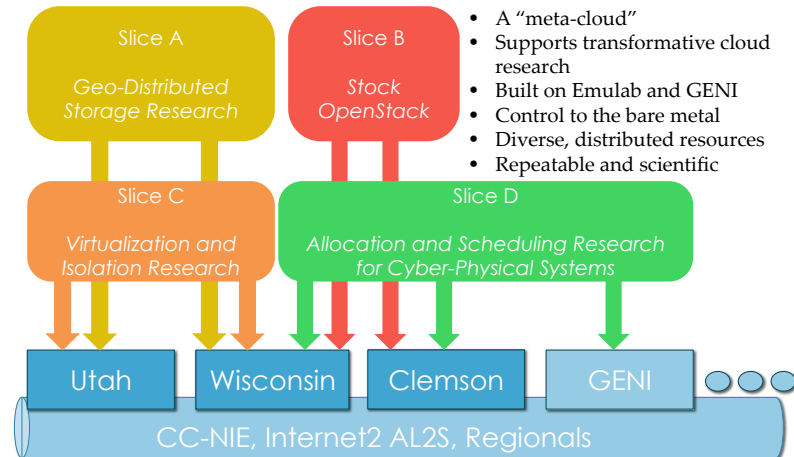 Slice A
Geo-Distributed
Storage Research
Slice B
Stock
OpenStack
• A “meta-cloud”
• Supports transformative cloud
research
• Built on Emulab and GENI
• Control to the bare metal
• Diverse, distributed resources
• Repeatable and scientific
Slice C
Virtualization and
Isolation Research
Slice D
Allocation and Scheduling Research
for Cyber-Physical Systems
Utah
Wisconsin
Clemson
GENI
CC-NIE, Internet2 AL2S, Regionals